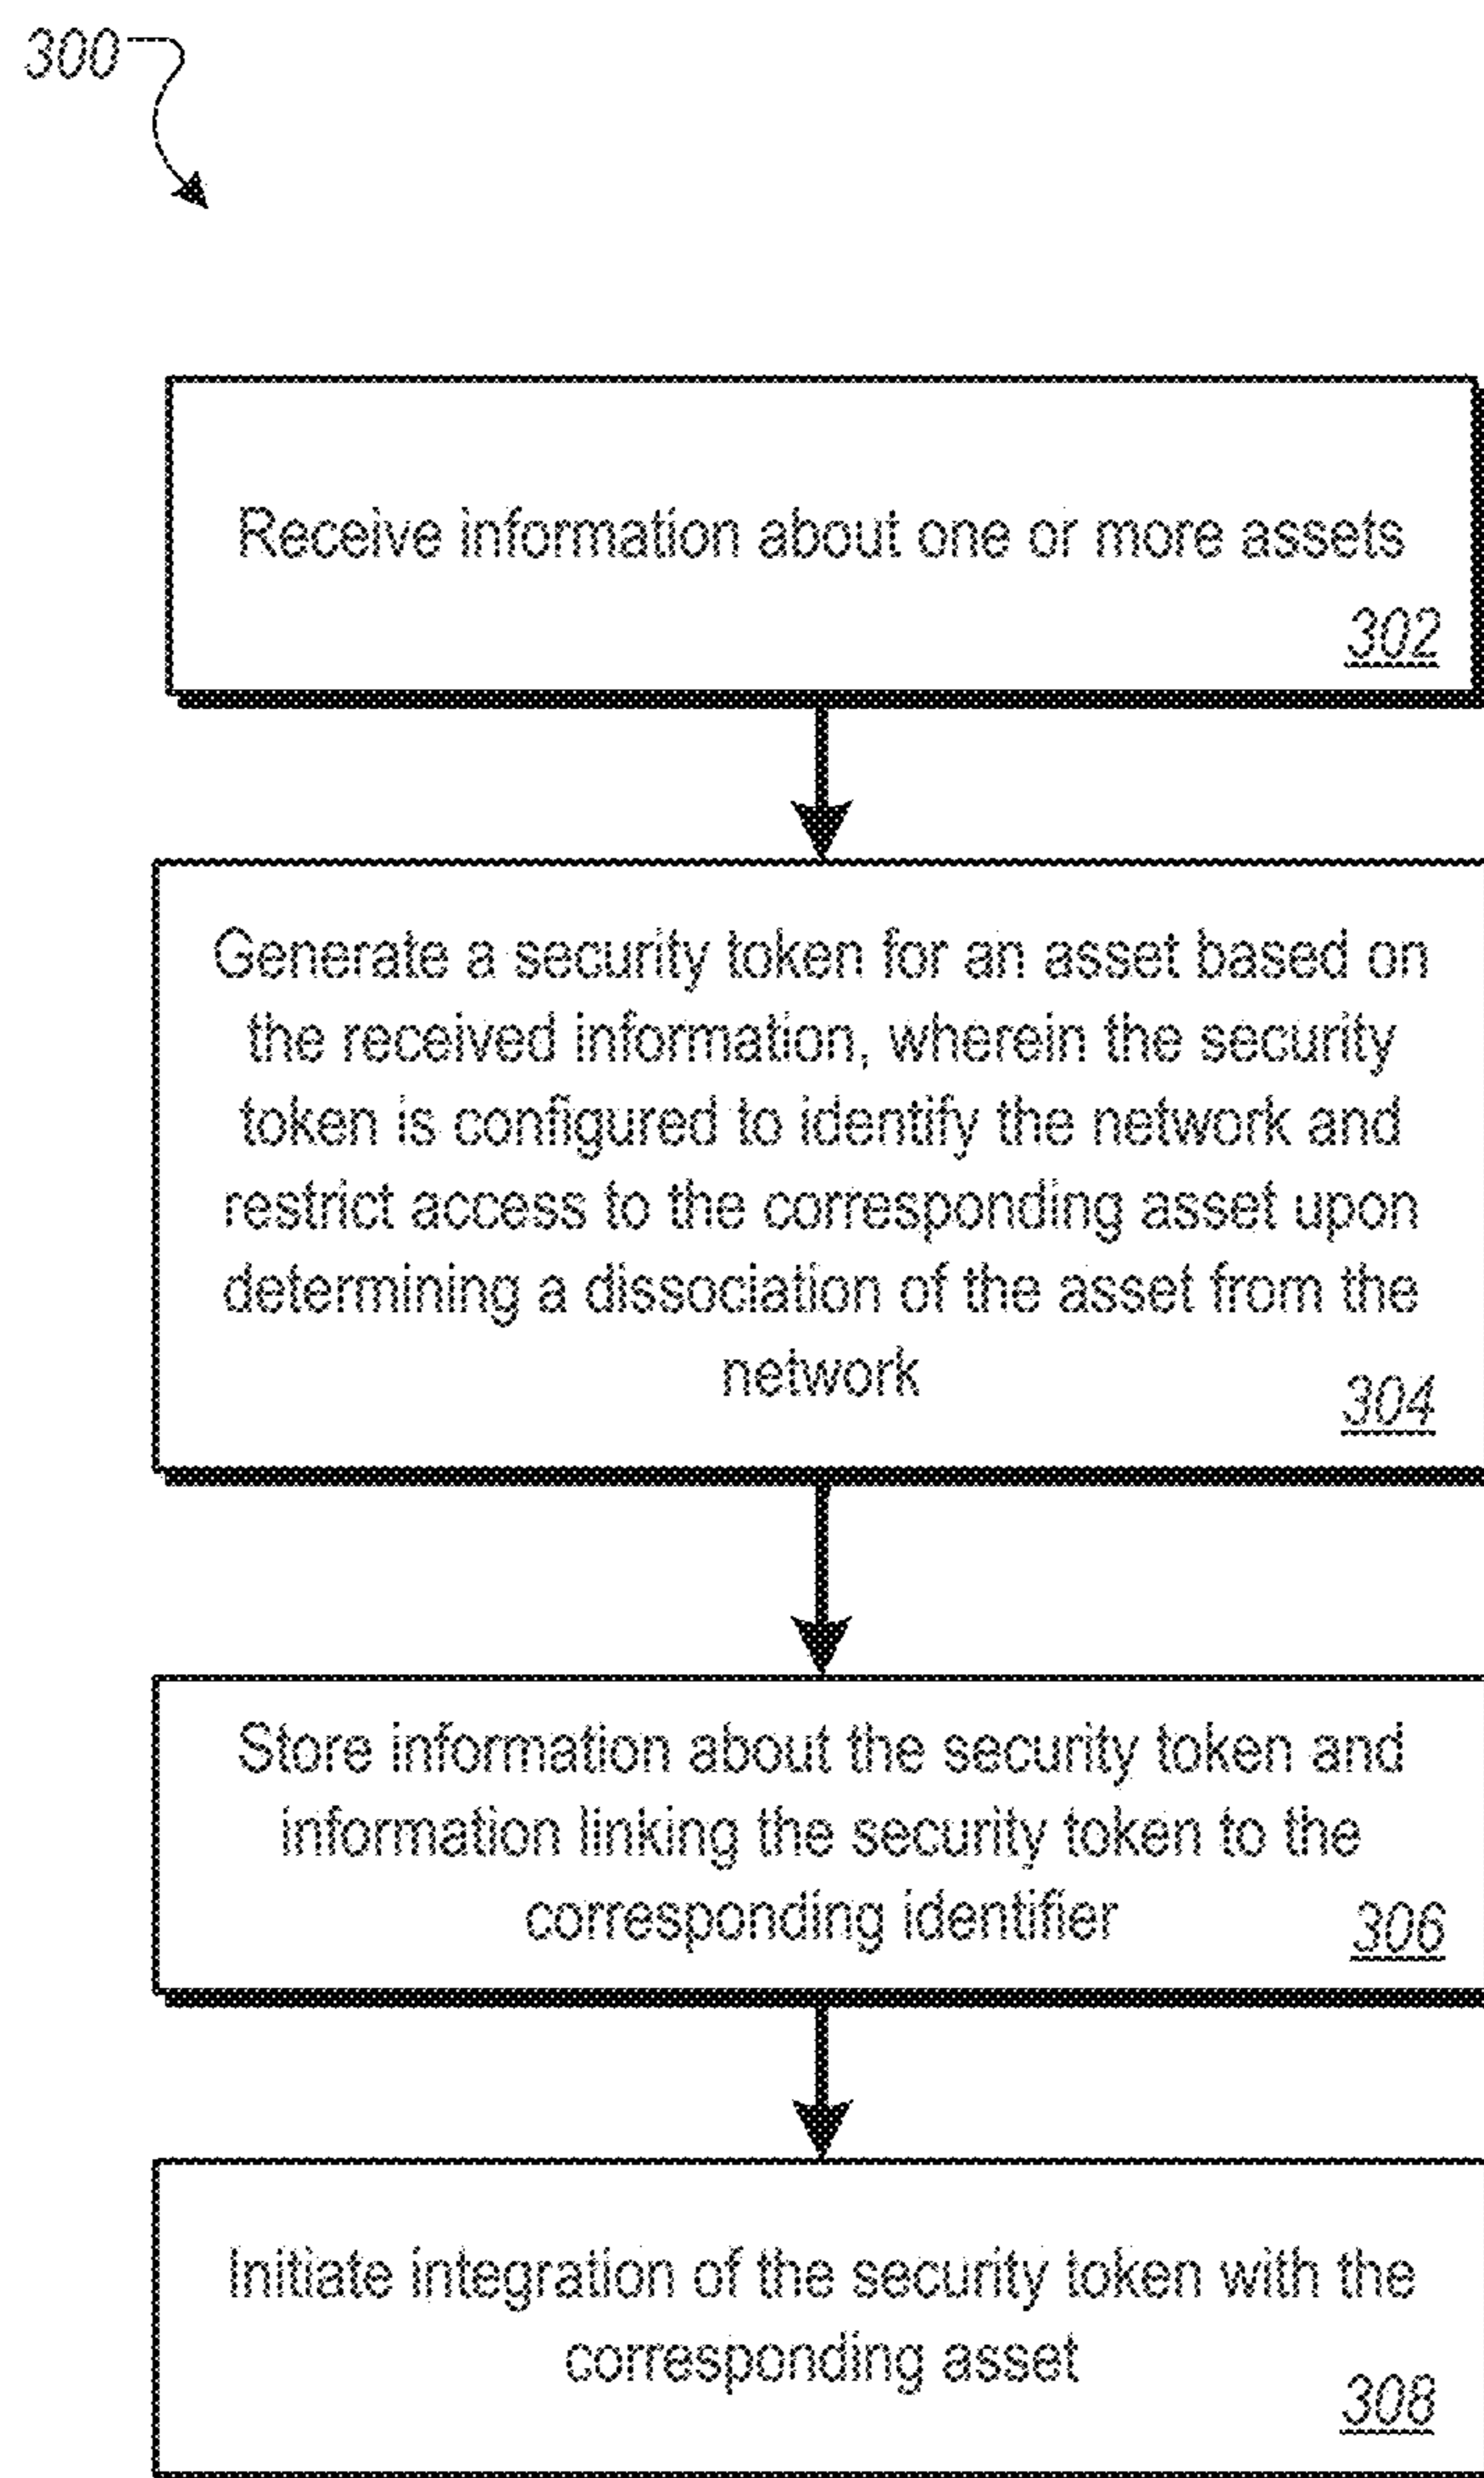 300
Receive information about one or more assets
302
Generate a security token for an asset based on
the received information, wherein the security
token is configured to identify the network and
restrict access to the corresponding asset upon
determining a dissociation of the asset from the
network
304
Store information about the security token and
information linking the security token to the
corresponding identifier
306
Initiate integration of the security token with the
corresponding asset
308